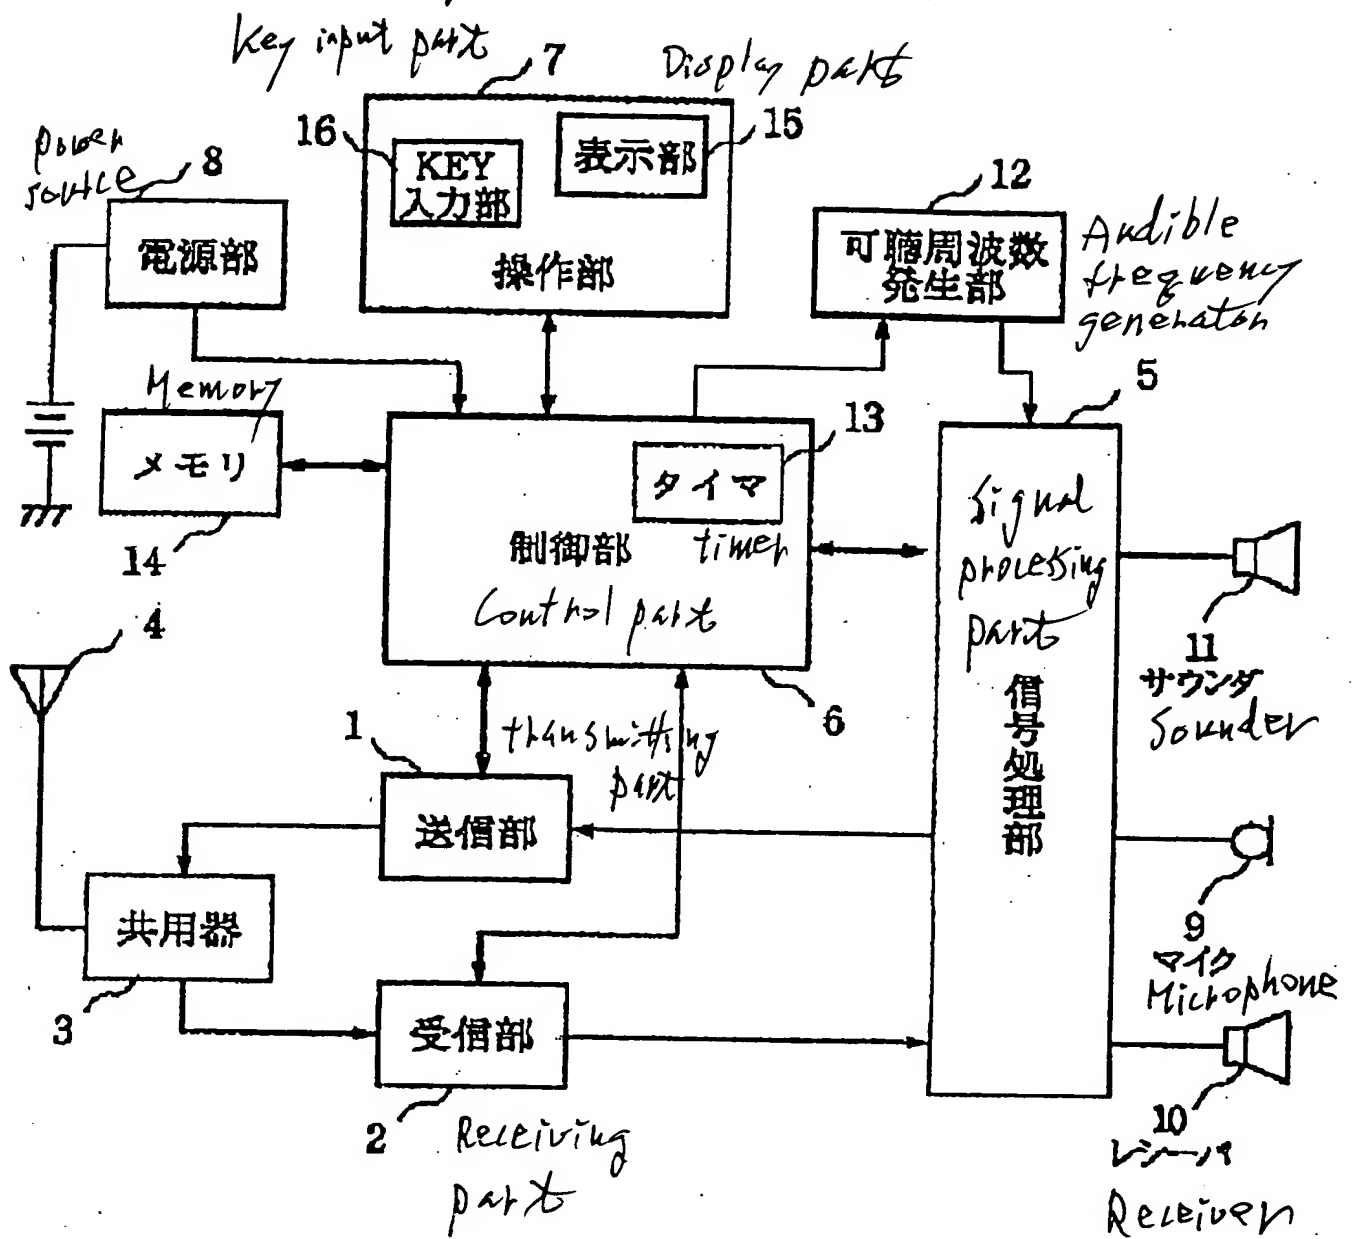 Key input part
7
Display part
16
KEY
入力部
表示部
15
操作部
power
source
8
電源部
12
可聴周波数
発生部
Audible
frequency
generator
Memory
メモリ
14
13
タイマ
timer
制御部
Control part
6
5
Signal
processing
part
信号処理部
11
サウンダ
Sounder
4
1
transmitting
part
送信部
共用器
3
9
マイク
Microphone
受信部
2
Receiving
part
10
レシーバ
Receiver